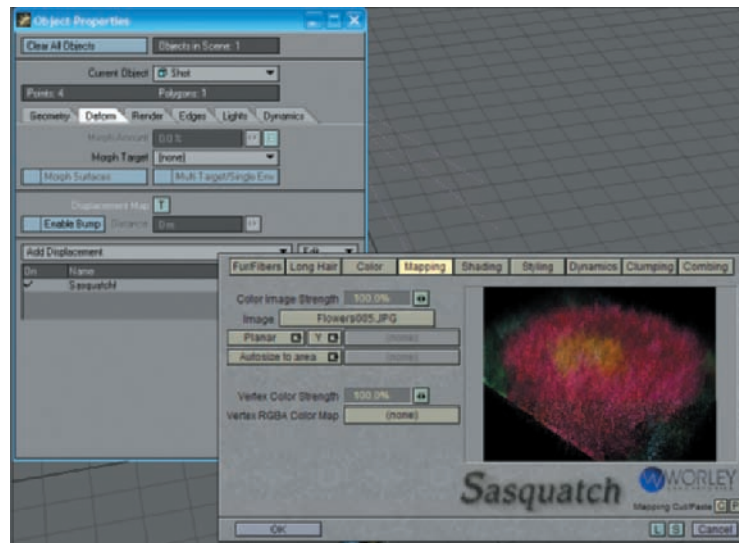 Object Properties
Clear All Objects
Objects in Scene: 1
Current Object
Shot
Points: 4
Polygons: 1
Geometry
Deform
Render
Edges
Lights
Dynamics
Morph Amount
0.0 %
Morph Target
(none)
Morph Surfaces
Multi Target/Single Env
Displacement Map
T
Enable Bump
Distance
0 m
Add Displacement
Edit
On
Name
Sasquatch!
Fur/Fibers
Long Hair
Color
Mapping
Shading
Styling
Dynamics
Clumping
Combing
Color Image Strength
100.0%
Image
Flowers005.JPG
Planar
Y
(none)
Autosize to area
(none)
Vertex Color Strength
100.0%
Vertex RGBA Color Map
(none)
Sasquatch
WORLEY
LABORATORIES
Mapping Cut/Paste
C
P
OK
L
S
Cancel